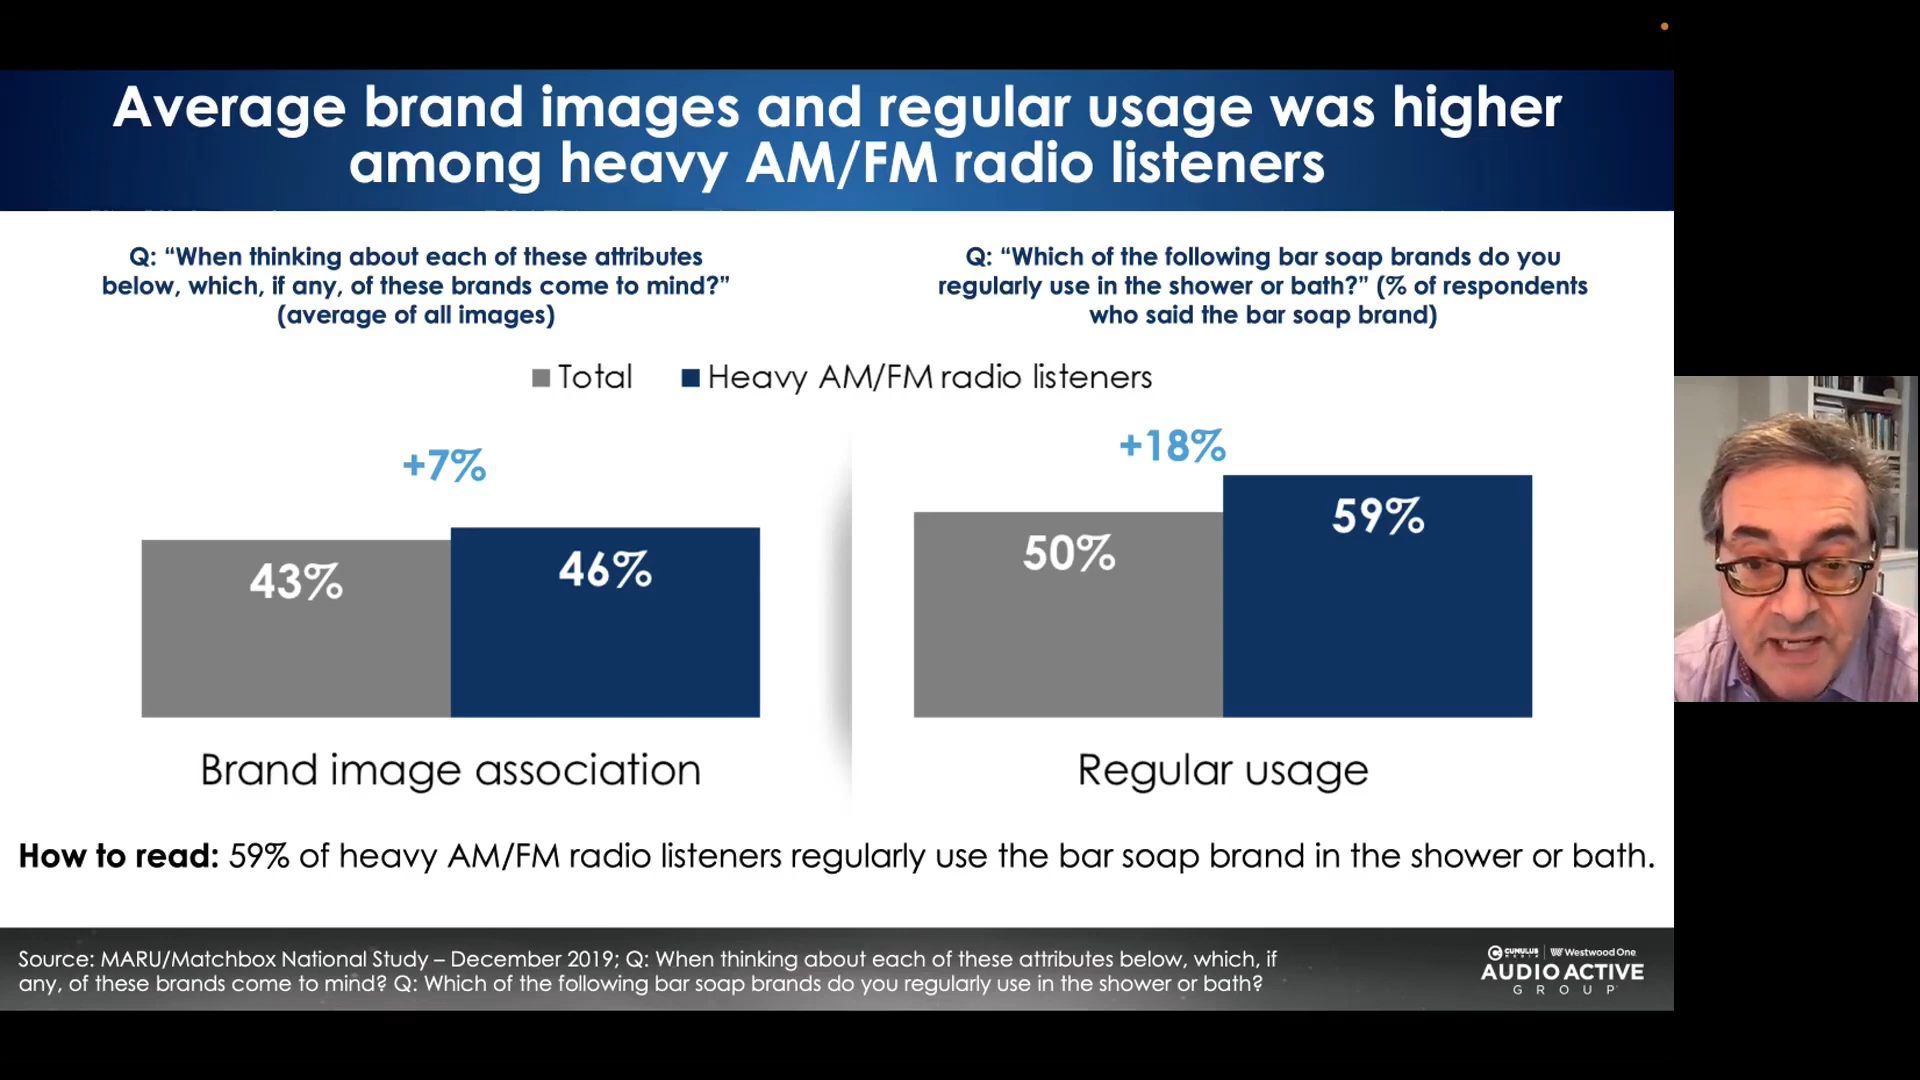 Average brand images and regular usage was higher
among heavy AM/FM radio listeners
Q: “When thinking about each of these attributes
below, which, if any, of these brands come to mind?”
(average of all images)
Q: “Which of the following bar soap brands do you
regularly use in the shower or bath?” (% of respondents
who said the bar soap brand)
Total
Heavy AM/FM radio listeners
+7%
43%
46%
Brand image association
+18%
50%
59%
Regular usage
How to read: 59% of heavy AM/FM radio listeners regularly use the bar soap brand in the shower or bath.
Source: MARU/Matchbox National Study – December 2019; Q: When thinking about each of these attributes below, which, if
any, of these brands come to mind? Q: Which of the following bar soap brands do you regularly use in the shower or bath?
CUMULUS MEDIA | Westwood One
AUDIO ACTIVE
GROUP